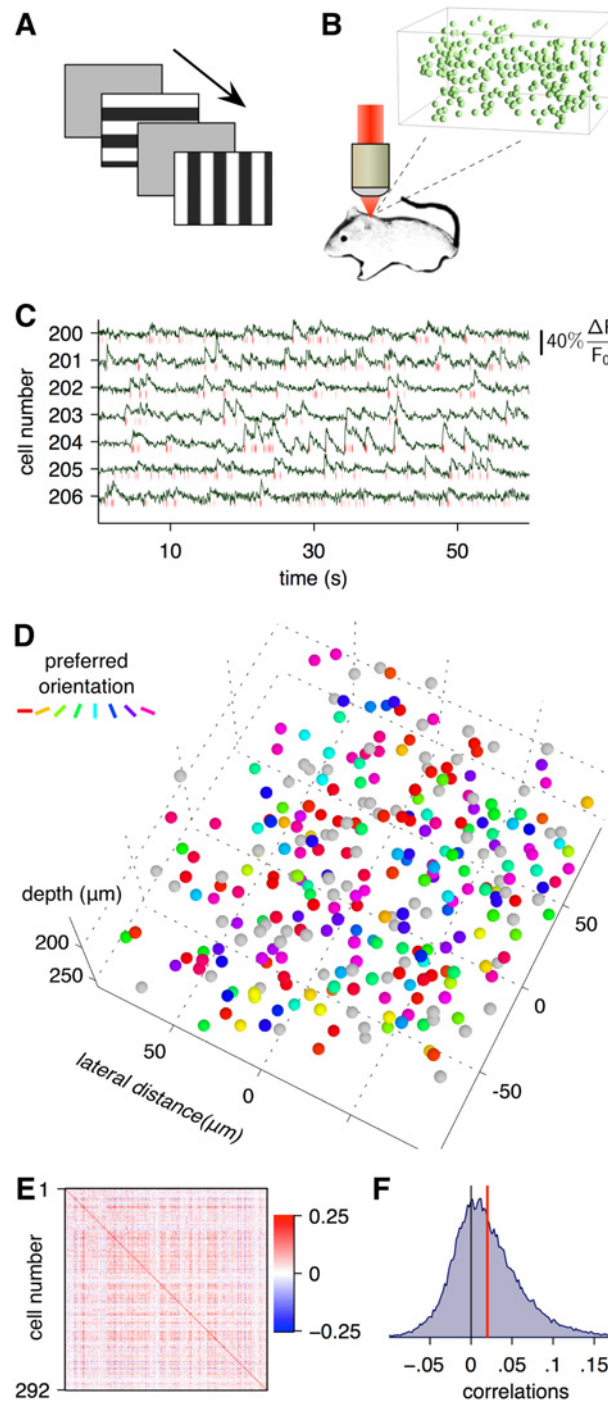 A
B
C
200
201
202
203
204
205
206
cell number
40% ΔF
F₀
10
30
50
time (s)
D
preferred
orientation
depth (µm)
200
250
50
0
lateral distance(µm)
50
0
-50
E
1
292
cell number
0.25
0
−0.25
F
-.05
0
.05
.1
.15
correlations